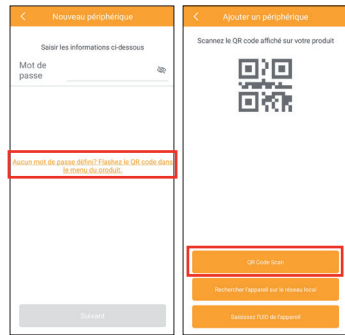 Nouveau périphérique
Saisir les informations ci-dessous
Mot de
passe
Aucun mot de passe défini? Flashez le QR code dans
le menu du produit.
Suivant
Ajouter un périphérique
Scannez le QR code affiché sur votre produit
QR Code Scan
Rechercher l'appareil sur le réseau local
Saisissez l'UID de l'appareil